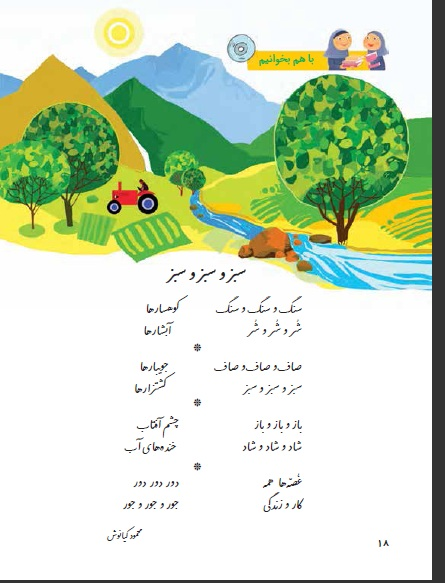 با هم بخوانیم
سبز و سبز و سبز
سنگ و سنگ و سنگ کوهسارها
شُر و شُر و شُر آبشارها
صاف و صاف و صاف جویبارها
سبز و سبز و سبز کشتزارها
باز و باز و باز چشم آفتاب
شاد و شاد و شاد خنده‌های آب
غصّه‌ها همه دور دور دور
کار و زندگی جور و جور و جور
محمود کیانوش
۱۸